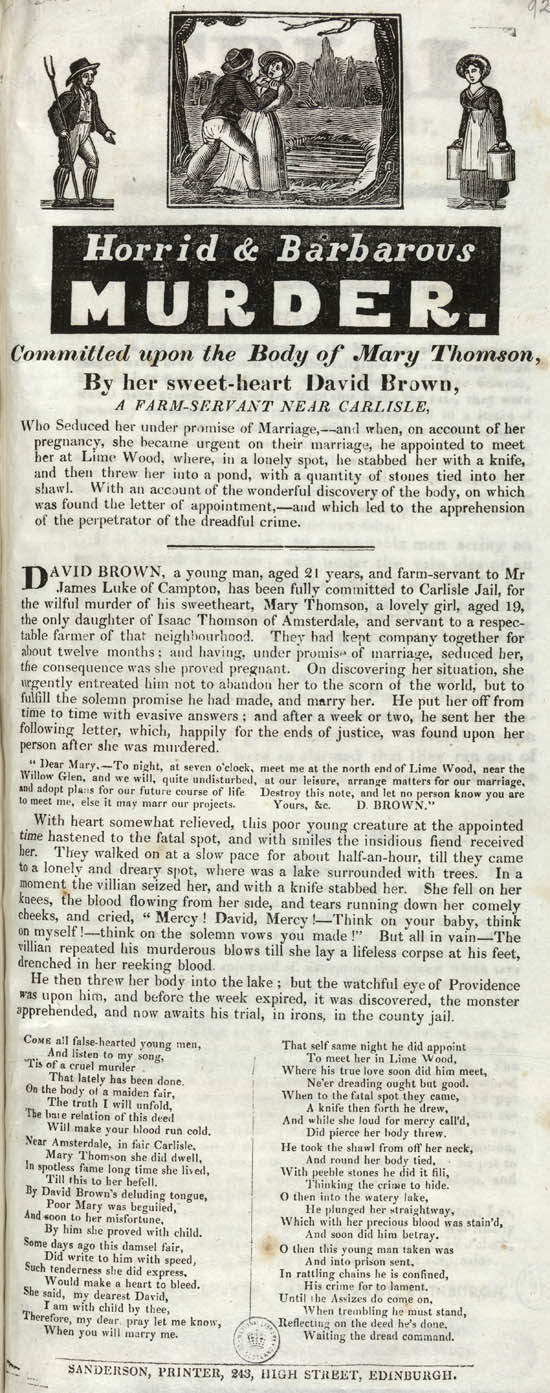 92
Horrid & Barbarous
MURDER.
Committed upon the Body of Mary Thomson,
By her sweet-heart David Brown,
A FARM-SERVANT NEAR CARLISLE,
Who Seduced her under promise of Marriage,—and when, on account of her
pregnancy, she became urgent on their marriage, he appointed to meet
her at Lime Wood, where, in a lonely spot, he stabbed her with a knife,
and then threw her into a pond, with a quantity of stones tied into her
shawl. With an account of the wonderful discovery of the body, on which
was found the letter of appointment,—and which led to the apprehension
of the perpetrator of the dreadful crime.
DAVID BROWN, a young man, aged 21 years, and farm-servant to Mr
James Luke of Campton, has been fully committed to Carlisle Jail, for
the wilful murder of his sweetheart, Mary Thomson, a lovely girl, aged 19,
the only daughter of Isaac Thomson of Amsterdale, and servant to a respec-
table farmer of that neighbourhood. They had kept company together for
about twelve months; and having, under promise of marriage, seduced her,
the consequence was she proved pregnant. On discovering her situation, she
urgently entreated him not to abandon her to the scorn of the world, but to
fulfill the solemn promise he had made, and marry her. He put her off from
time to time with evasive answers; and after a week or two, he sent her the
following letter, which, happily for the ends of justice, was found upon her
person after she was murdered.
" Dear Mary,—To night, at seven o'clock, meet me at the north end of Lime Wood, near the
Willow Glen, and we will, quite undisturbed, at our leisure, arrange matters for our marriage,
and adopt plans for our future course of life. Destroy this note, and let no person know you are
to meet me, else it may marr our projects. Yours, &c. D. BROWN."
With heart somewhat relieved, this poor young creature at the appointed
time hastened to the fatal spot, and with smiles the insidious fiend received
her. They walked on at a slow pace for about half-an-hour, till they came
to a lonely and dreary spot, where was a lake surrounded with trees. In a
moment the villian seized her, and with a knife stabbed her. She fell on her
knees, the blood flowing from her side, and tears running down her comely
cheeks, and cried, " Mercy! David, Mercy!—Think on your baby, think
on myself!—think on the solemn vows you made!" But all in vain—The
villian repeated his murderous blows till she lay a lifeless corpse at his feet,
drenched in her reeking blood.
He then threw her body into the lake; but the watchful eye of Providence
was upon him, and before the week expired, it was discovered, the monster
apprehended, and now awaits his trial, in irons, in the county jail.
COME all false-hearted young men,
And listen to my song,
'Tis of a cruel murder
That lately has been done.
On the body of a maiden fair,
The truth I will unfold,
The bare relation of this deed
Will make your blood run cold.
Near Amsterdale, in fair Carlisle,
Mary Thomson she did dwell,
In spotless fame long time she lived,
Till this to her befell.
By David Brown's deluding tongue,
Poor Mary was beguiled,
And soon to her misfortune,
By him she proved with child.
Some days ago this damsel fair,
Did write to him with speed,
Such tenderness she did express,
Would make a heart to bleed.
She said, my dearest David,
I am with child by thee,
Therefore, my dear, pray let me know,
When you will marry me.
That self same night he did appoint
To meet her in Lime Wood,
Where his true love soon did him meet,
Ne'er dreading ought but good.
When to the fatal spot they came,
A knife then forth he drew,
And while she loud for mercy call'd,
Did pierce her body threw.
He took the shawl from off her neck,
And round her body tied,
With peeble stones he did it fill,
Thinking the crime to hide.
O then into the watery lake,
He plunged her straightway,
Which with her precious blood was stain'd,
And soon did him betray.
O then this young man taken was
And into prison sent,
In rattling chains he is confined,
His crime for to lament.
Until the Assizes do come on,
When trembling he must stand,
Reflecting on the deed he's done,
Waiting the dread command.
SANDERSON, PRINTER, 243, HIGH STREET, EDINBURGH.